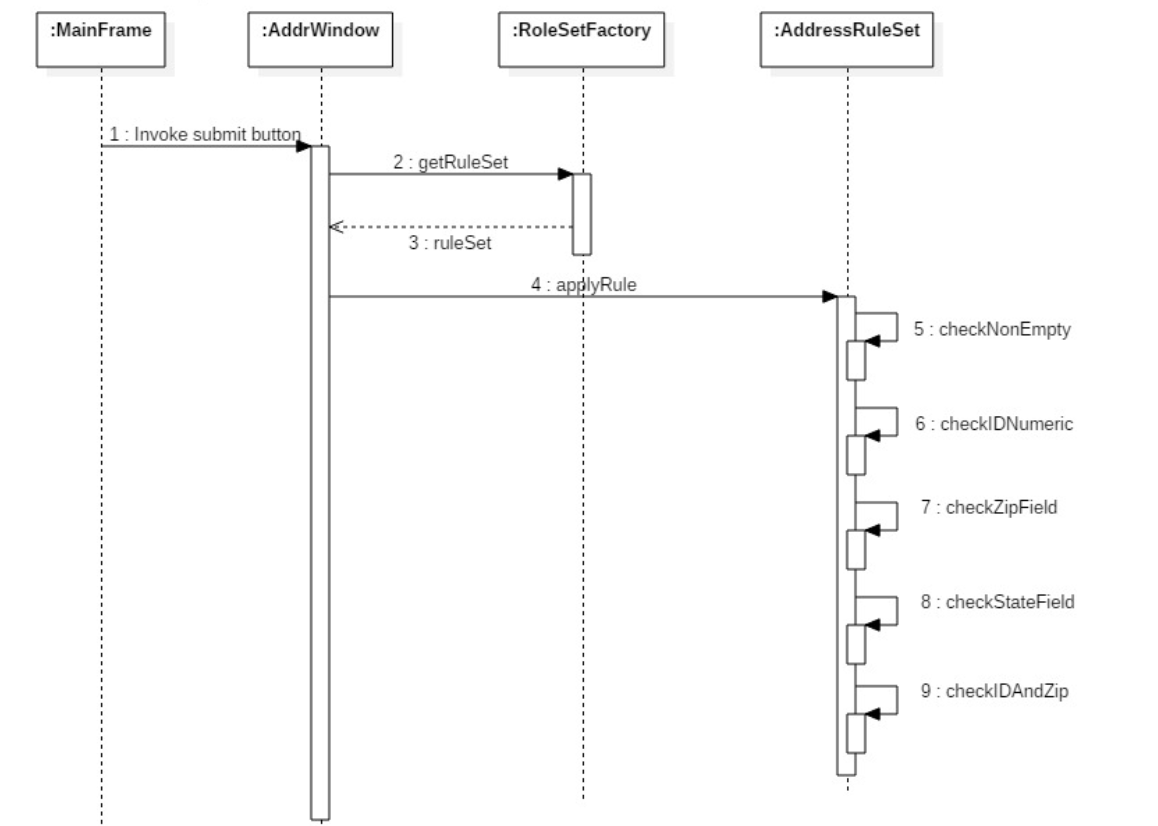 :MainFrame
:AddrWindow
:RoleSetFactory
:AddressRuleSet
1 : Invoke submit button
2 : getRuleSet
3 : ruleSet
4 : applyRule
5 : checkNonEmpty
6 : checkIDNumeric
7 : checkZipField
8 : checkStateField
9 : checkIDAndZip